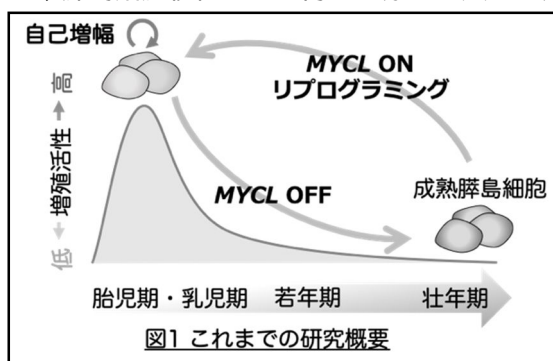 自己増幅
MYCL ON
リプログラミング
高
増殖活性
低
MYCL OFF
成熟膵島細胞
胎児期・乳児期 若年期 壮年期
図1 これまでの研究概要